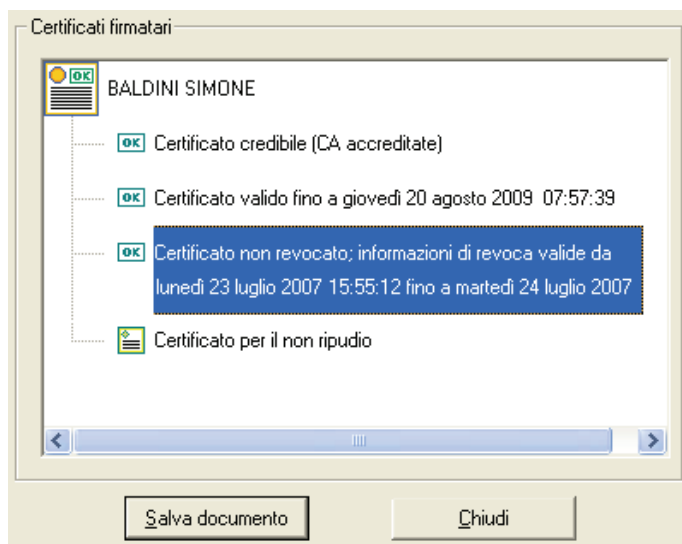 Certificati firmatari
OK
BALDINI SIMONE
OK Certificato credibile (CA accreditate)
OK Certificato valido fino a giovedì 20 agosto 2009 07:57:39
OK Certificato non revocato; informazioni di revoca valide da
lunedì 23 luglio 2007 15:55:12 fino a martedì 24 luglio 2007
Certificato per il non ripudio
Salva documento
Chiudi